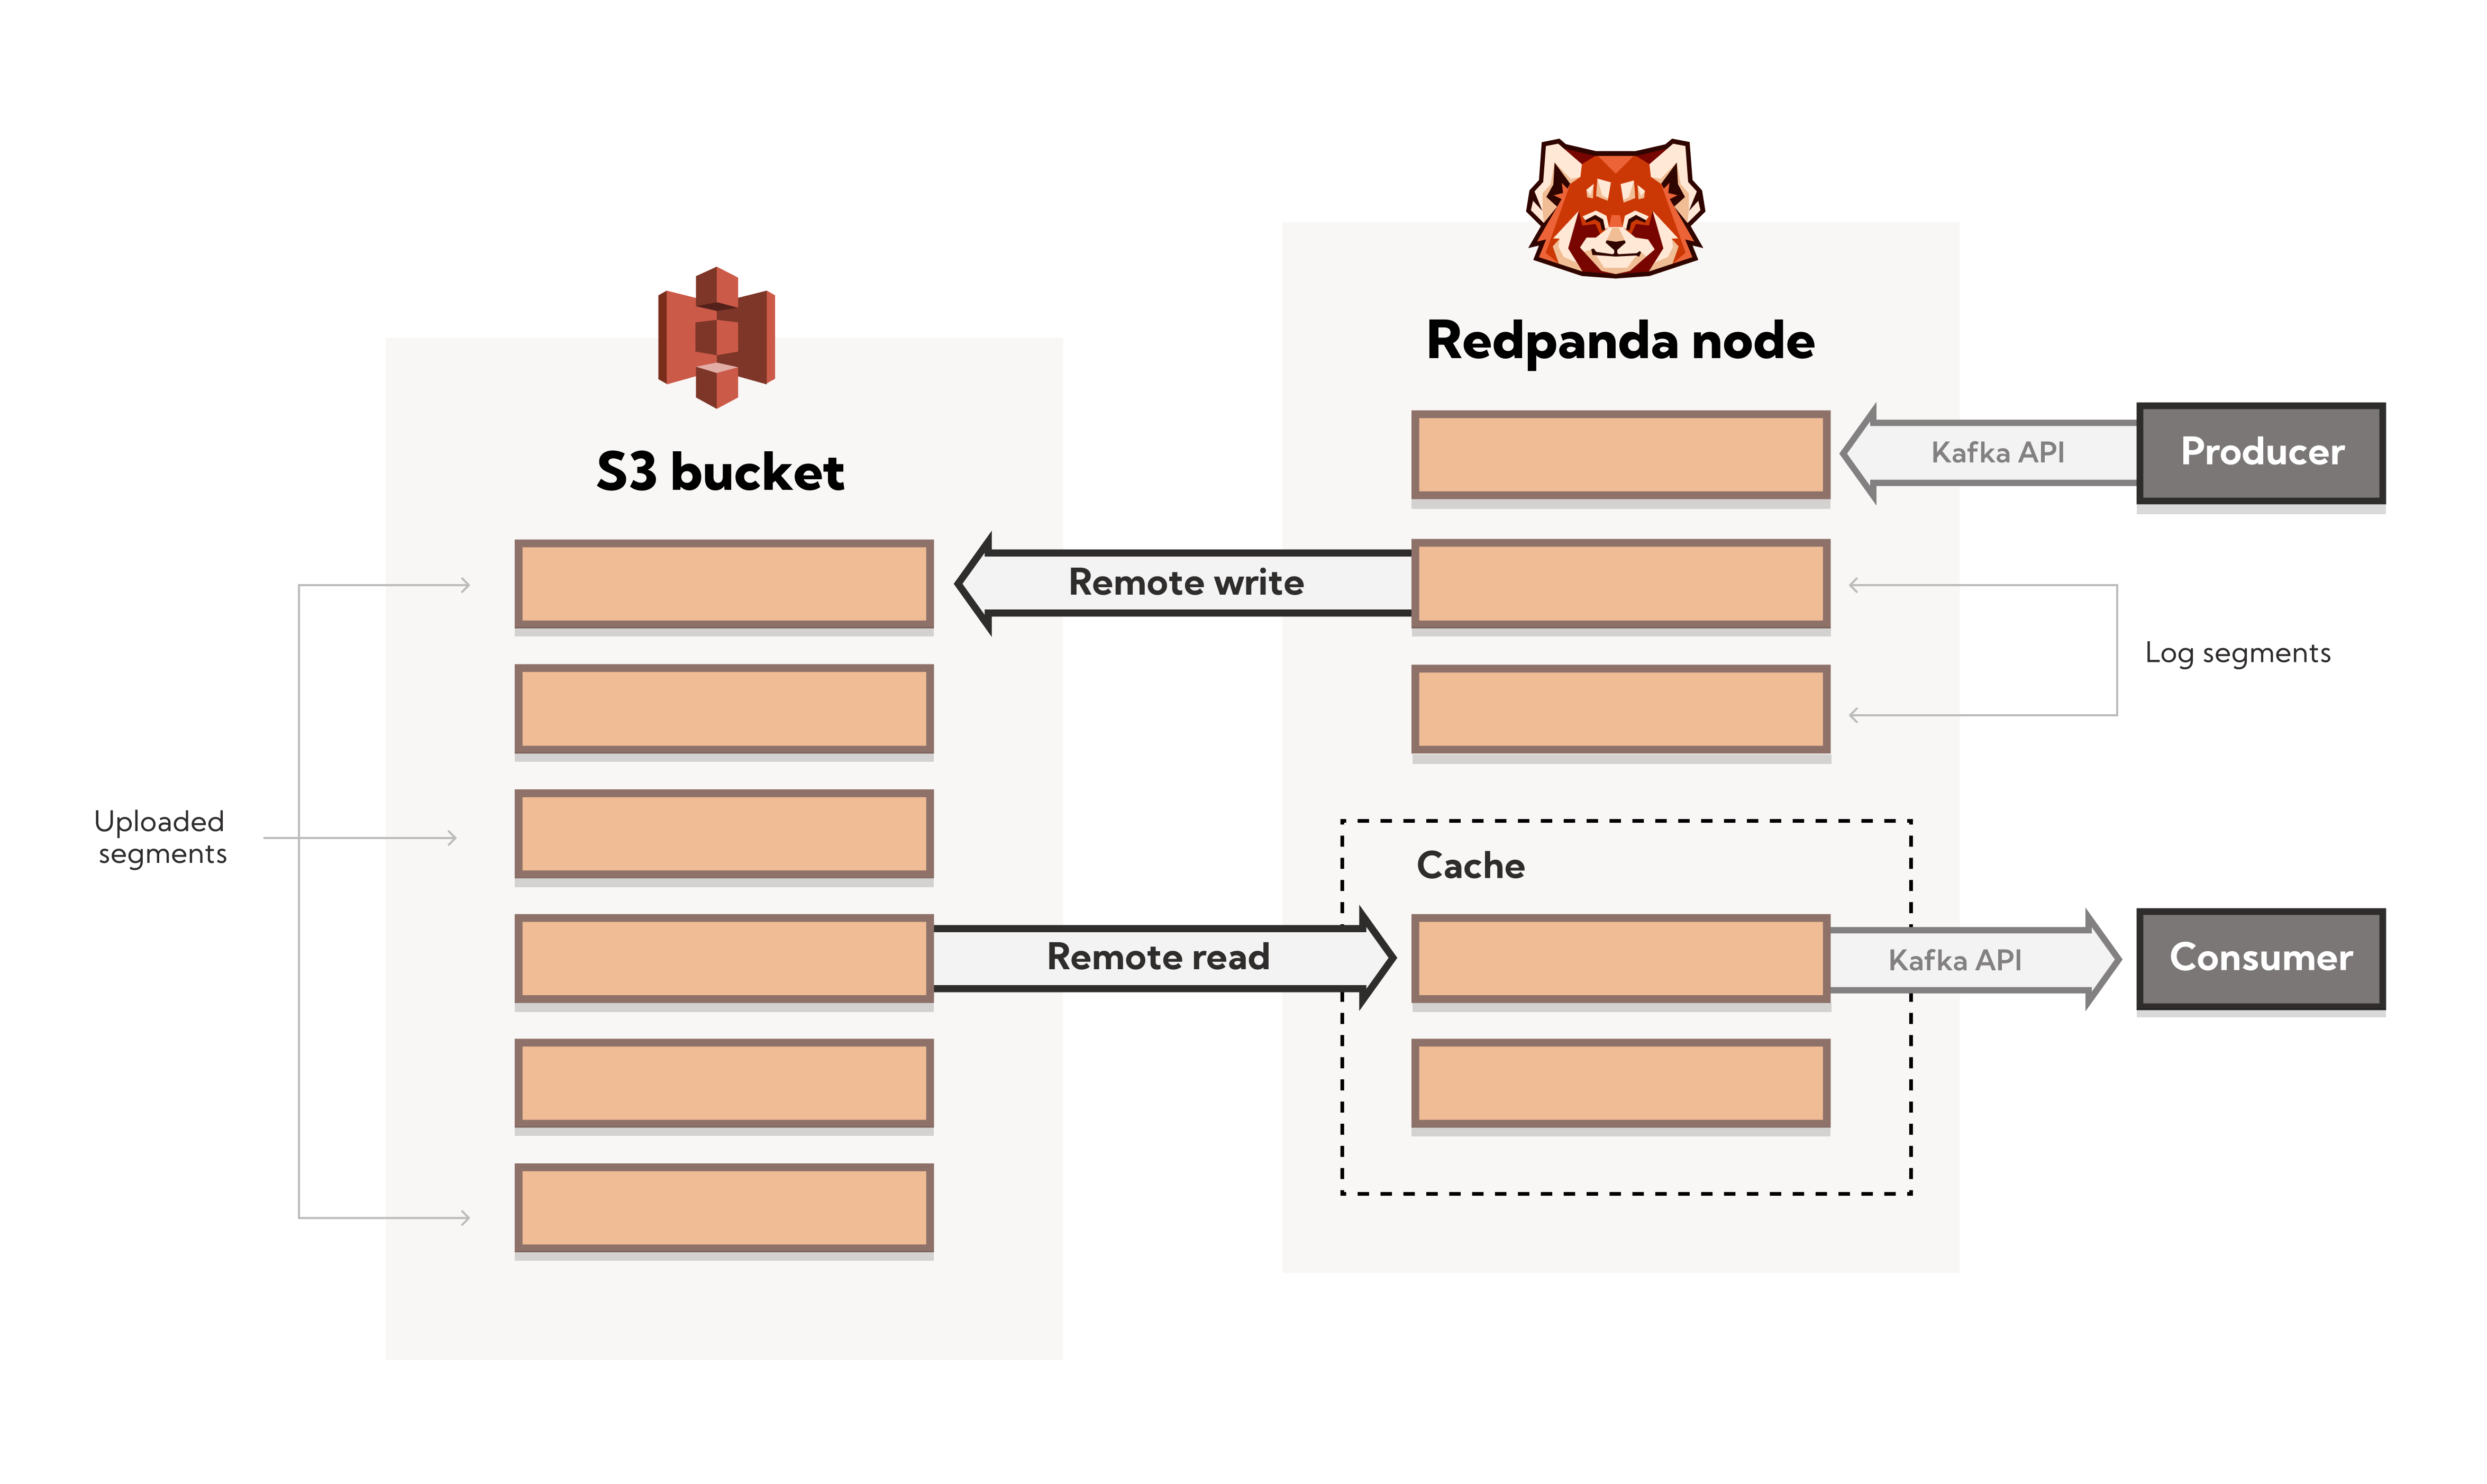 Redpanda node
S3 bucket
Kafka API
Producer
Remote write
Log segments
Uploaded
segments
Cache
Remote read
Kafka API
Consumer